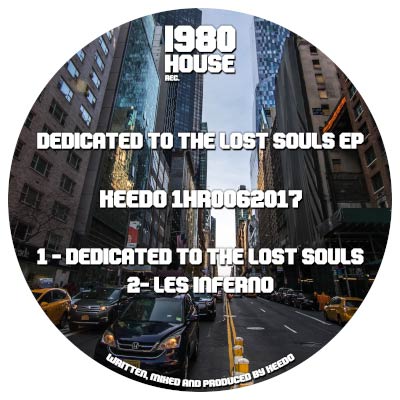 1980
HOUSE
REC.
DEDICATED TO THE LOST SOULS EP
KEEDO 1HR0062017
1 - DEDICATED TO THE LOST SOULS
2- LES INFERNO
WRITTEN, MIXED AND PRODUCED BY KEEDO